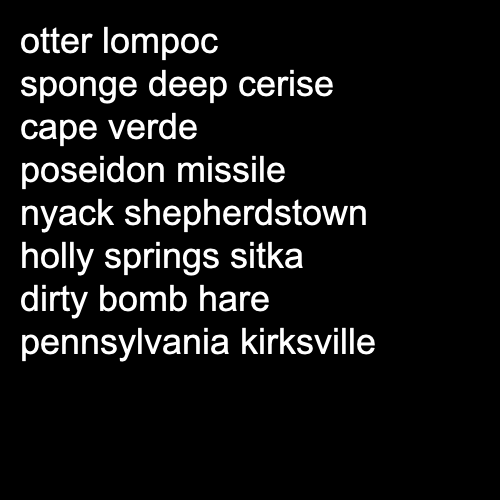 otter lompoc
sponge deep cerise
cape verde
poseidon missile
nyack shepherdstown
holly springs sitka
dirty bomb hare
pennsylvania kirksville